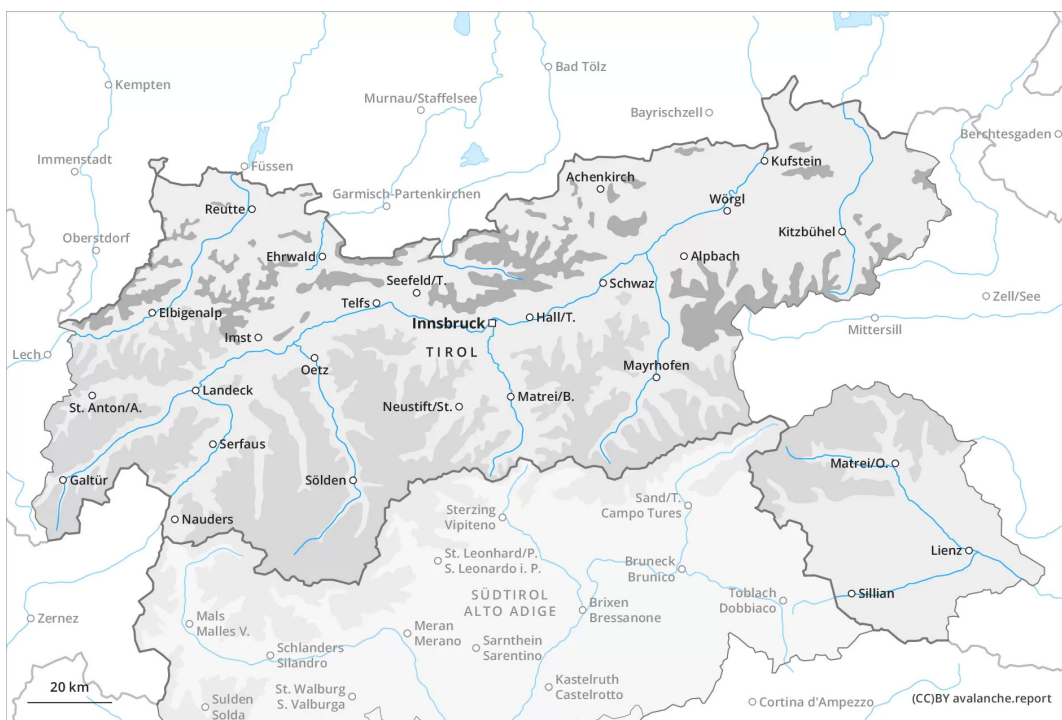 Kempten
Bad Tölz
Murnau/Staffelsee
Bayrischzell
Berchtesgaden
Immenstadt
Füssen
Kufstein
Achenkirch
Garmisch-Partenkirchen
Wörgl
Reutte
Kitzbühel
Oberstdorf
Ehrwald
Alpbach
Seefeld/T.
Schwaz
Zell/See
Telfs
Elbigenalp
Hall/T.
Innsbruck
Mittersill
Imst
TIROL
Lech
Oetz
Mayrhofen
Landeck
St. Anton/A.
Neustift/St.
Matrei/B.
Serfaus
Matrei/O.
Galtür
Sölden
Sand/T.
Campo Tures
Sterzing
Vipiteno
Nauders
Lienz
St. Leonhard/P.
S. Leonardo i. P.
Bruneck
Brunico
Sillian
SÜDTIROL
ALTO ADIGE
Toblach
Dobbiaco
Brixen
Bressanone
Zernez
Mals
Malles V.
Meran
Merano
Sarnthein
Sarentino
Schlanders
Silandro
Kastelruth
Castelrotto
20 km
St. Walburg
S. Valburga
Sulden
Solda
Cortina d'Ampezzo
(CC)BY avalanche.report